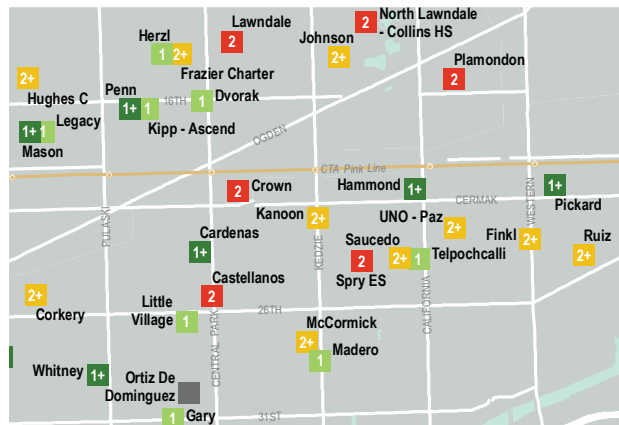 Lawndale
2
North Lawndale
- Collins HS
2
Herzl
1 2+
Frazier Charter
Johnson
2+
Plamondon
2
2+
Hughes C
Penn
1+ 1
Kipp - Ascend
16TH
1
Dvorak
1+ 1
Legacy
Mason
OGDEN
CTA Pink Line
2
Crown
Hammond
1+
CERMAK
1+
Pickard
WESTERN
PULASKI
Kanoon
2+
KEDZIE
UNO - Paz
2+
Finkl
2+
Ruiz
2+
Cardenas
1+
Saucedo
2
Spry ES
2+ 1
Telpochcalli
CALIFORNIA
Castellanos
2
2+
Corkery
Little
Village
1
26TH
CENTRAL PARK
McCormick
2+
1
Madero
Whitney
1+
Ortiz De
Dominguez
1
Gary
31ST